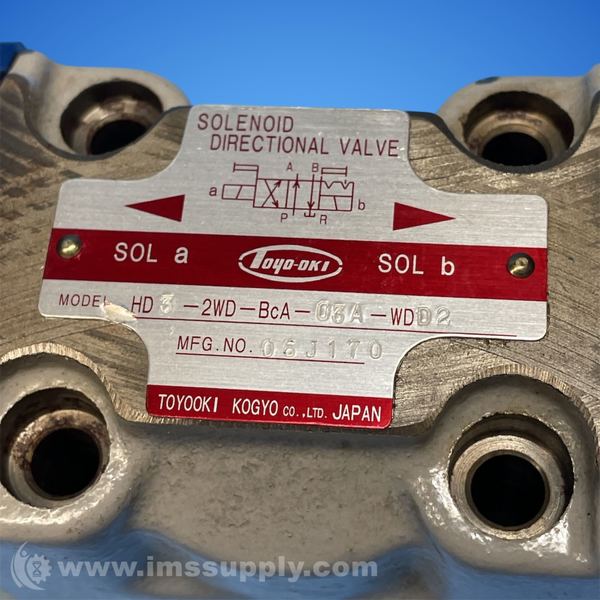 SOLENOID
DIRECTIONAL VALVE
A B
a b
P R
SOL a TOYO-OKI SOL b
MODEL HD3-2WD-BcA-03A-WDD2
MFG.NO. 05J170
TOYOOKI KOGYO CO.,LTD. JAPAN
www.imssupply.com